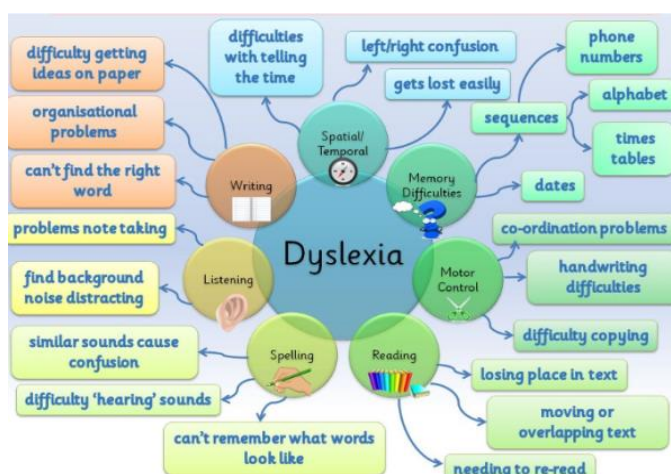 Dyslexia
Spatial/
Temporal
difficulties
with telling
the time
left/right confusion
gets lost easily
Memory
Difficulties
sequences
phone
numbers
alphabet
times
tables
dates
Motor
Control
co-ordination problems
handwriting
difficulties
difficulty copying
Reading
losing place in text
moving or
overlapping text
needing to re-read
Spelling
similar sounds cause
confusion
difficulty 'hearing' sounds
can't remember what words
look like
Listening
problems note taking
find background
noise distracting
Writing
difficulty getting
ideas on paper
organisational
problems
can't find the right
word